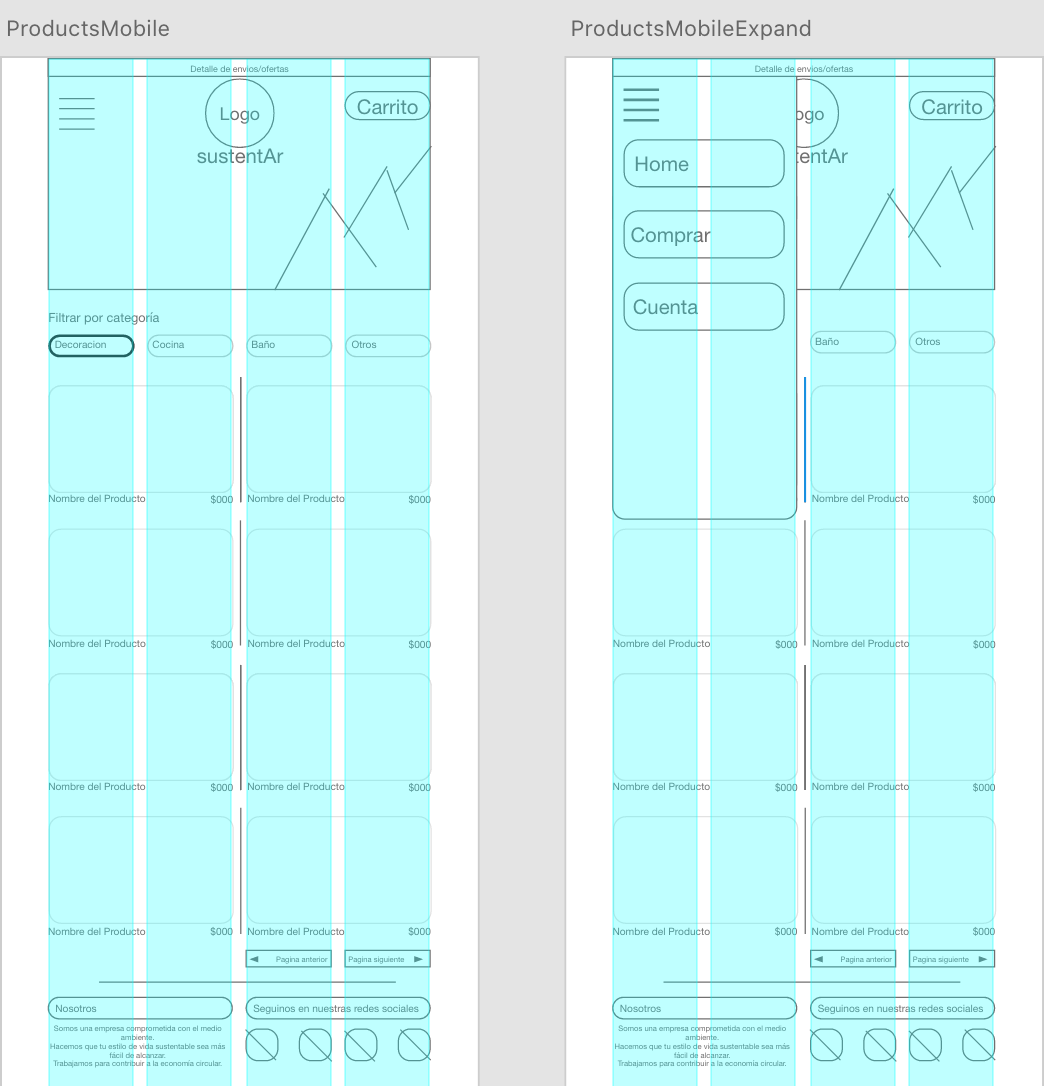 ProductsMobile
Detalle de envios/ofertas
Logo
Carrito
sustentAr
Filtrar por categoría
Decoracion Cocina Baño Otros
Nombre del Producto $000 Nombre del Producto $000
Nombre del Producto $000 Nombre del Producto $000
Nombre del Producto $000 Nombre del Producto $000
Nombre del Producto $000 Nombre del Producto $000
Pagina anterior Pagina siguiente
Nosotros
Seguinos en nuestras redes sociales
Somos una empresa comprometida con el medio
ambiente.
Hacemos que tu estilo de vida sustentable sea más
fácil de alcanzar.
Trabajamos para contribuir a la economía circular.
ProductsMobileExpand
Detalle de envios/ofertas
ogo
Carrito
entAr
Home
Comprar
Cuenta
Baño Otros
Nombre del Producto $000
Nombre del Producto $000 Nombre del Producto $000
Nombre del Producto $000 Nombre del Producto $000
Nombre del Producto $000 Nombre del Producto $000
Pagina anterior Pagina siguiente
Nosotros
Seguinos en nuestras redes sociales
Somos una empresa comprometida con el medio
ambiente.
Hacemos que tu estilo de vida sustentable sea más
fácil de alcanzar.
Trabajamos para contribuir a la economía circular.